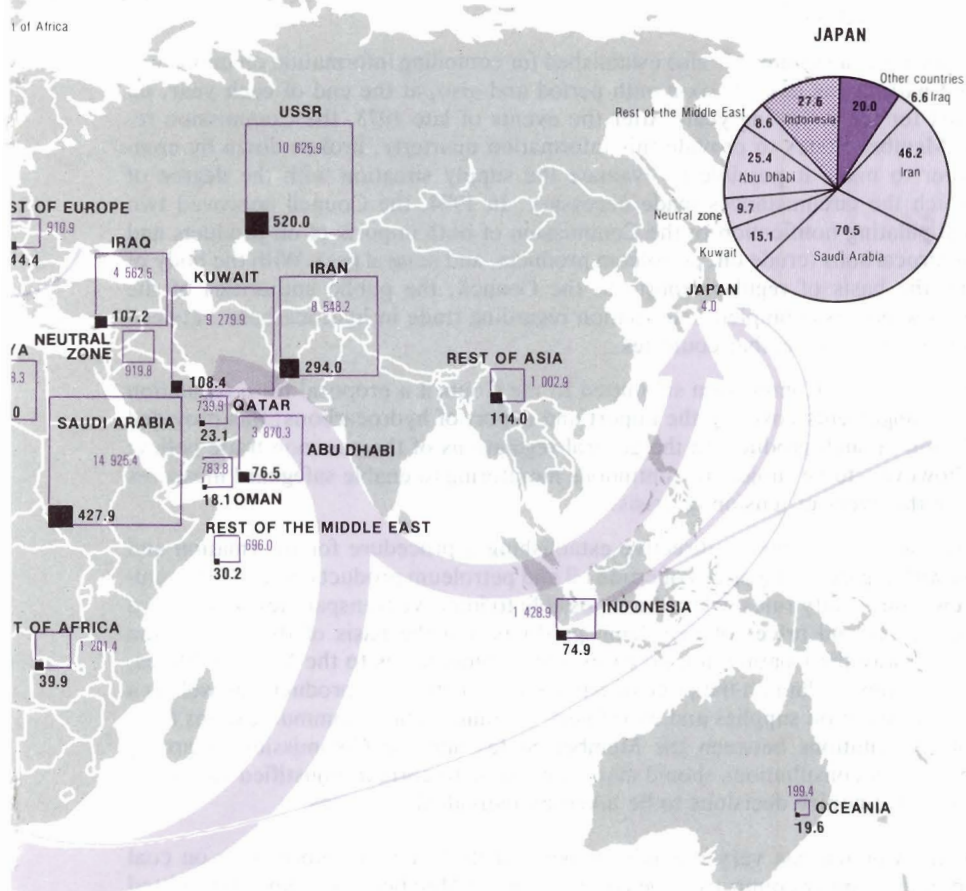 t of Africa
JAPAN
Other countries
27.6
Indonesia
20.0
6.6 Iraq
Rest of the Middle East
8.6
46.2
Iran
25.4
Abu Dhabi
Neutral zone
9.7
70.5
Saudi Arabia
15.1
Kuwait
USSR
10 625.9
520.0
ST OF EUROPE
910.9
44.4
IRAQ
4 562.5
107.2
KUWAIT
9 279.9
108.4
IRAN
8 548.2
294.0
JAPAN
4.0
NEUTRAL
ZONE
919.8
YA
8.3
0
REST OF ASIA
1 002.9
114.0
SAUDI ARABIA
14 925.4
427.9
739.9
QATAR
23.1
3 870.3
ABU DHABI
76.5
783.8
18.1 OMAN
REST OF THE MIDDLE EAST
696.0
30.2
T OF AFRICA
1 201.4
39.9
1 428.9
INDONESIA
74.9
199.4
OCEANIA
19.6